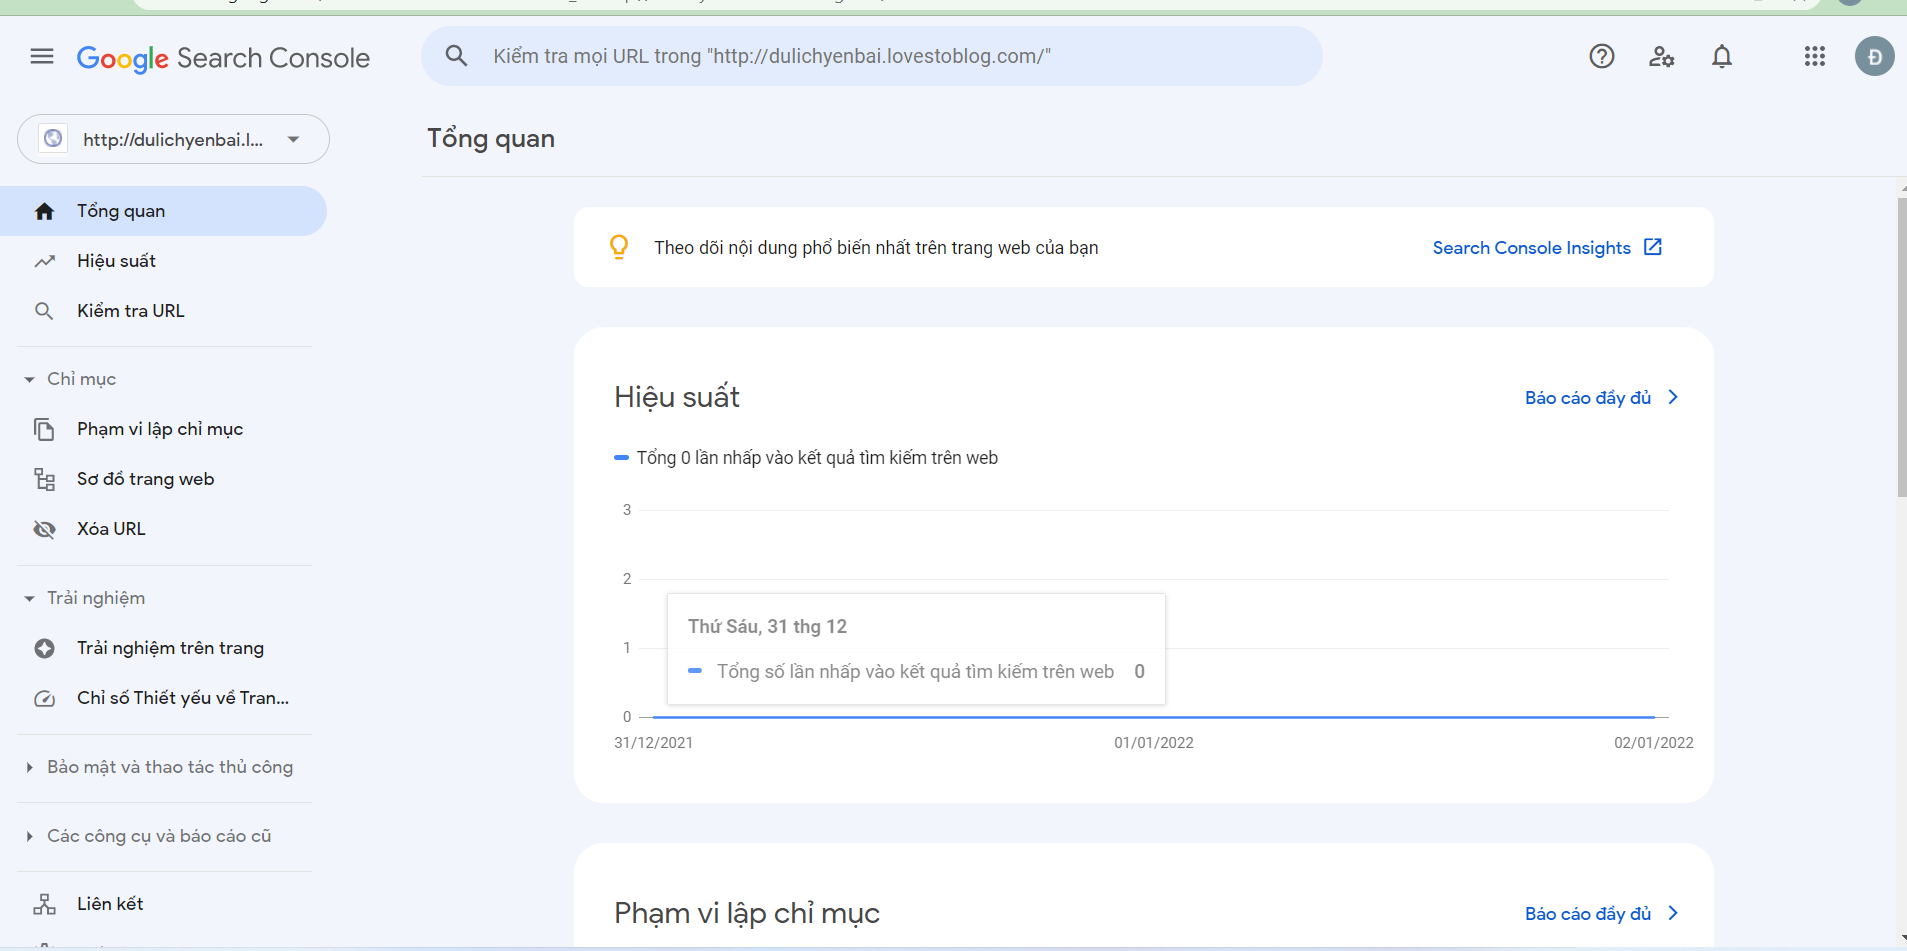 Google Search Console
Kiểm tra mọi URL trong "http://dulichyenbai.lovestoblog.com/"
Đ
http://dulichyenbai.l...
Tổng quan
Hiệu suất
Kiểm tra URL
Chỉ mục
Phạm vi lập chỉ mục
Sơ đồ trang web
Xóa URL
Trải nghiệm
Trải nghiệm trên trang
Chỉ số Thiết yếu về Tran...
Bảo mật và thao tác thủ công
Các công cụ và báo cáo cũ
Liên kết
Tổng quan
Theo dõi nội dung phổ biến nhất trên trang web của bạn
Search Console Insights
Hiệu suất
Báo cáo đầy đủ
Tổng 0 lần nhấp vào kết quả tìm kiếm trên web
3
2
1
0
Thứ Sáu, 31 thg 12
Tổng số lần nhấp vào kết quả tìm kiếm trên web 0
31/12/2021 01/01/2022 02/01/2022
Phạm vi lập chỉ mục
Báo cáo đầy đủ